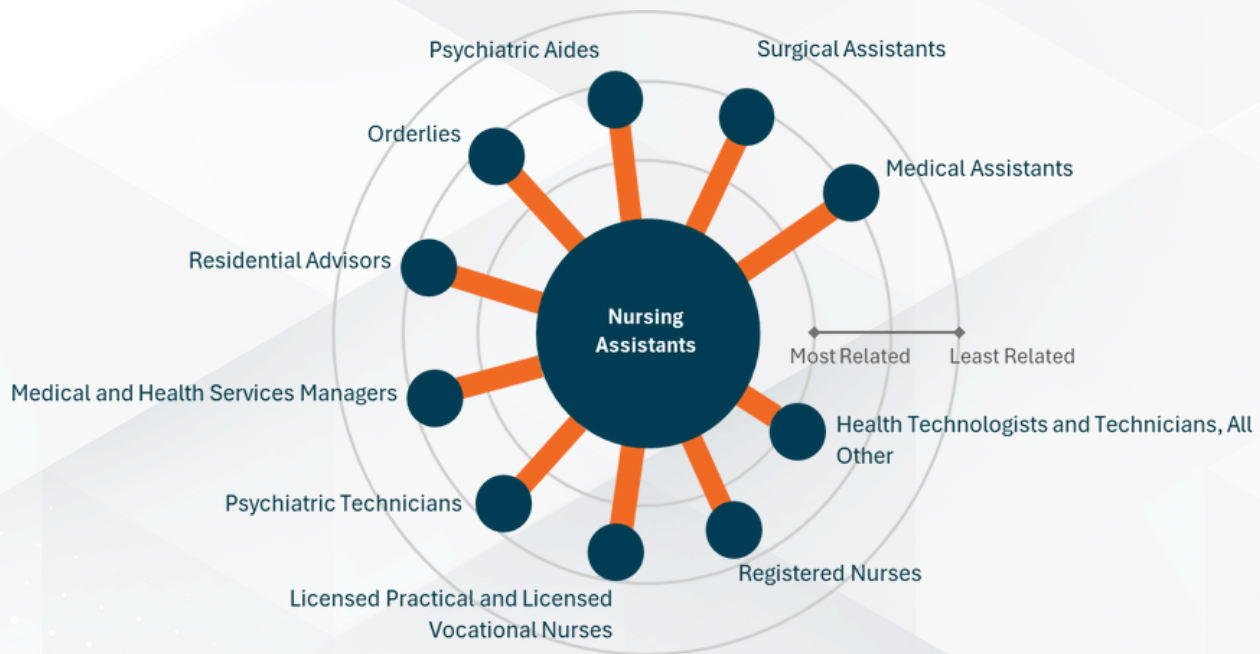 Psychiatric Aides
Surgical Assistants
Orderlies
Medical Assistants
Residential Advisors
Nursing
Assistants
Most Related
Least Related
Medical and Health Services Managers
Health Technologists and Technicians, All
Other
Psychiatric Technicians
Registered Nurses
Licensed Practical and Licensed
Vocational Nurses